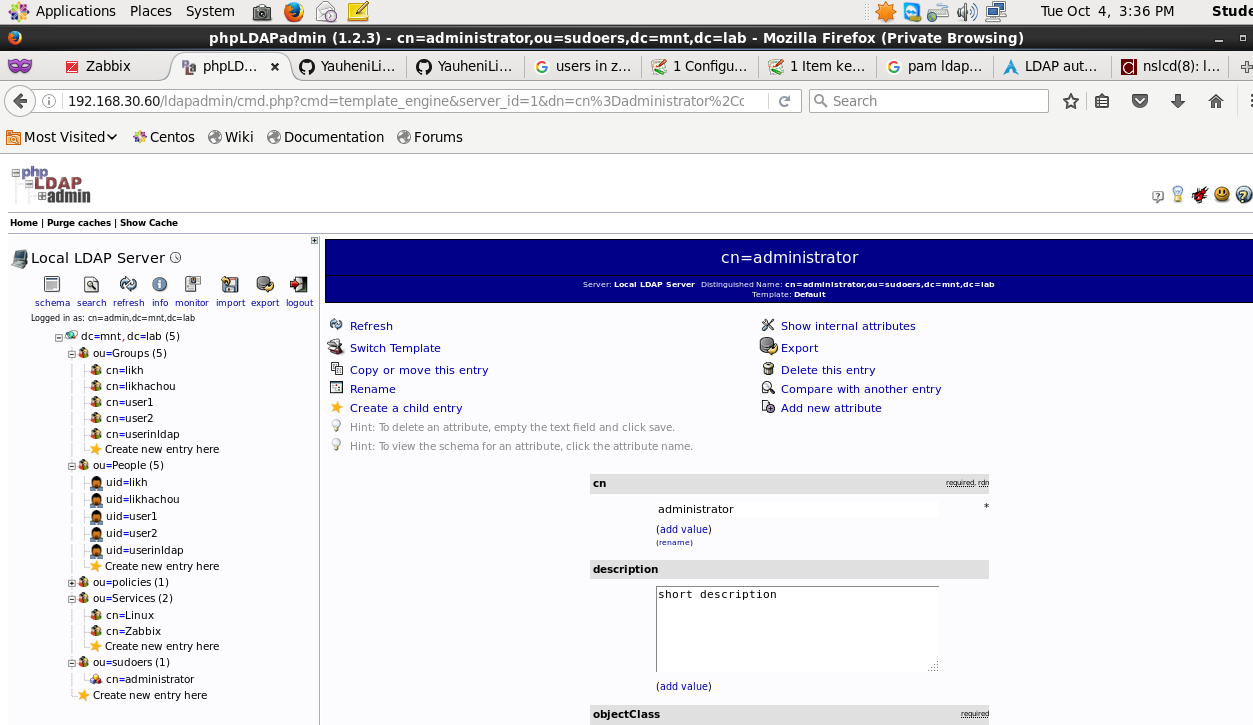 Applications Places System Tue Oct 4, 3:36 PM Stude
phpLDAPadmin (1.2.3) - cn=administrator,ou=sudoers,dc=mnt,dc=lab - Mozilla Firefox (Private Browsing)
Zabbix phpLD... YauheniLi... YauheniLi... users in z... 1 Configu... 1 Item ke... pam ldap... LDAP aut... nslcd(8): l...
192.168.30.60/ldapadmin/cmd.php?cmd=template_engine&server_id=1&dn=cn%3Dadministrator%2Cc Search
Most Visited Centos Wiki Documentation Forums
php
LDAP
admin
Home | Purge caches | Show Cache
Local LDAP Server
schema search refresh info monitor import export logout
Logged in as: cn=admin,dc=mnt,dc=lab
dc=mnt, dc=lab (5)
ou=Groups (5)
cn=likh
cn=likhachou
cn=user1
cn=user2
cn=userinldap
Create new entry here
ou=People (5)
uid=likh
uid=likhachou
uid=user1
uid=user2
uid=userinldap
Create new entry here
ou=policies (1)
ou=Services (2)
cn=Linux
cn=Zabbix
Create new entry here
ou=sudoers (1)
cn=administrator
Create new entry here
cn=administrator
Server: Local LDAP Server Distinguished Name: cn=administrator,ou=sudoers,dc=mnt,dc=lab
Template: Default
Refresh Show internal attributes
Switch Template Export
Copy or move this entry Delete this entry
Rename Compare with another entry
Create a child entry Add new attribute
Hint: To delete an attribute, empty the text field and click save.
Hint: To view the schema for an attribute, click the attribute name.
cn required, rdn
administrator *
(add value)
(rename)
description
short description
(add value)
objectClass required